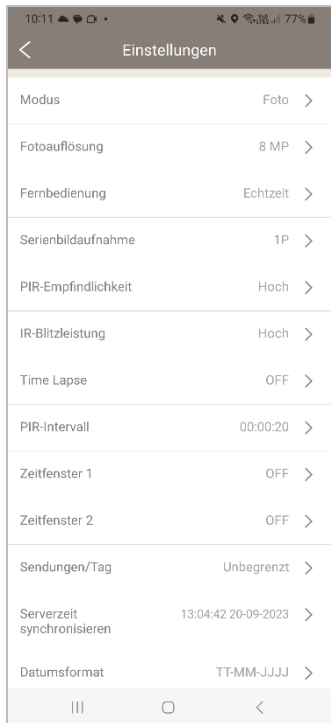 10:11
77%
Einstellungen
Modus Foto
Fotoauflösung 8 MP
Fernbedienung Echtzeit
Serienbildaufnahme 1P
PIR-Empfindlichkeit Hoch
IR-Blitzleistung Hoch
Time Lapse OFF
PIR-Intervall 00:00:20
Zeitfenster 1 OFF
Zeitfenster 2 OFF
Sendungen/Tag Unbegrenzt
Serverzeit 13:04:42 20-09-2023
synchronisieren
Datumsformat TT-MM-JJJJ